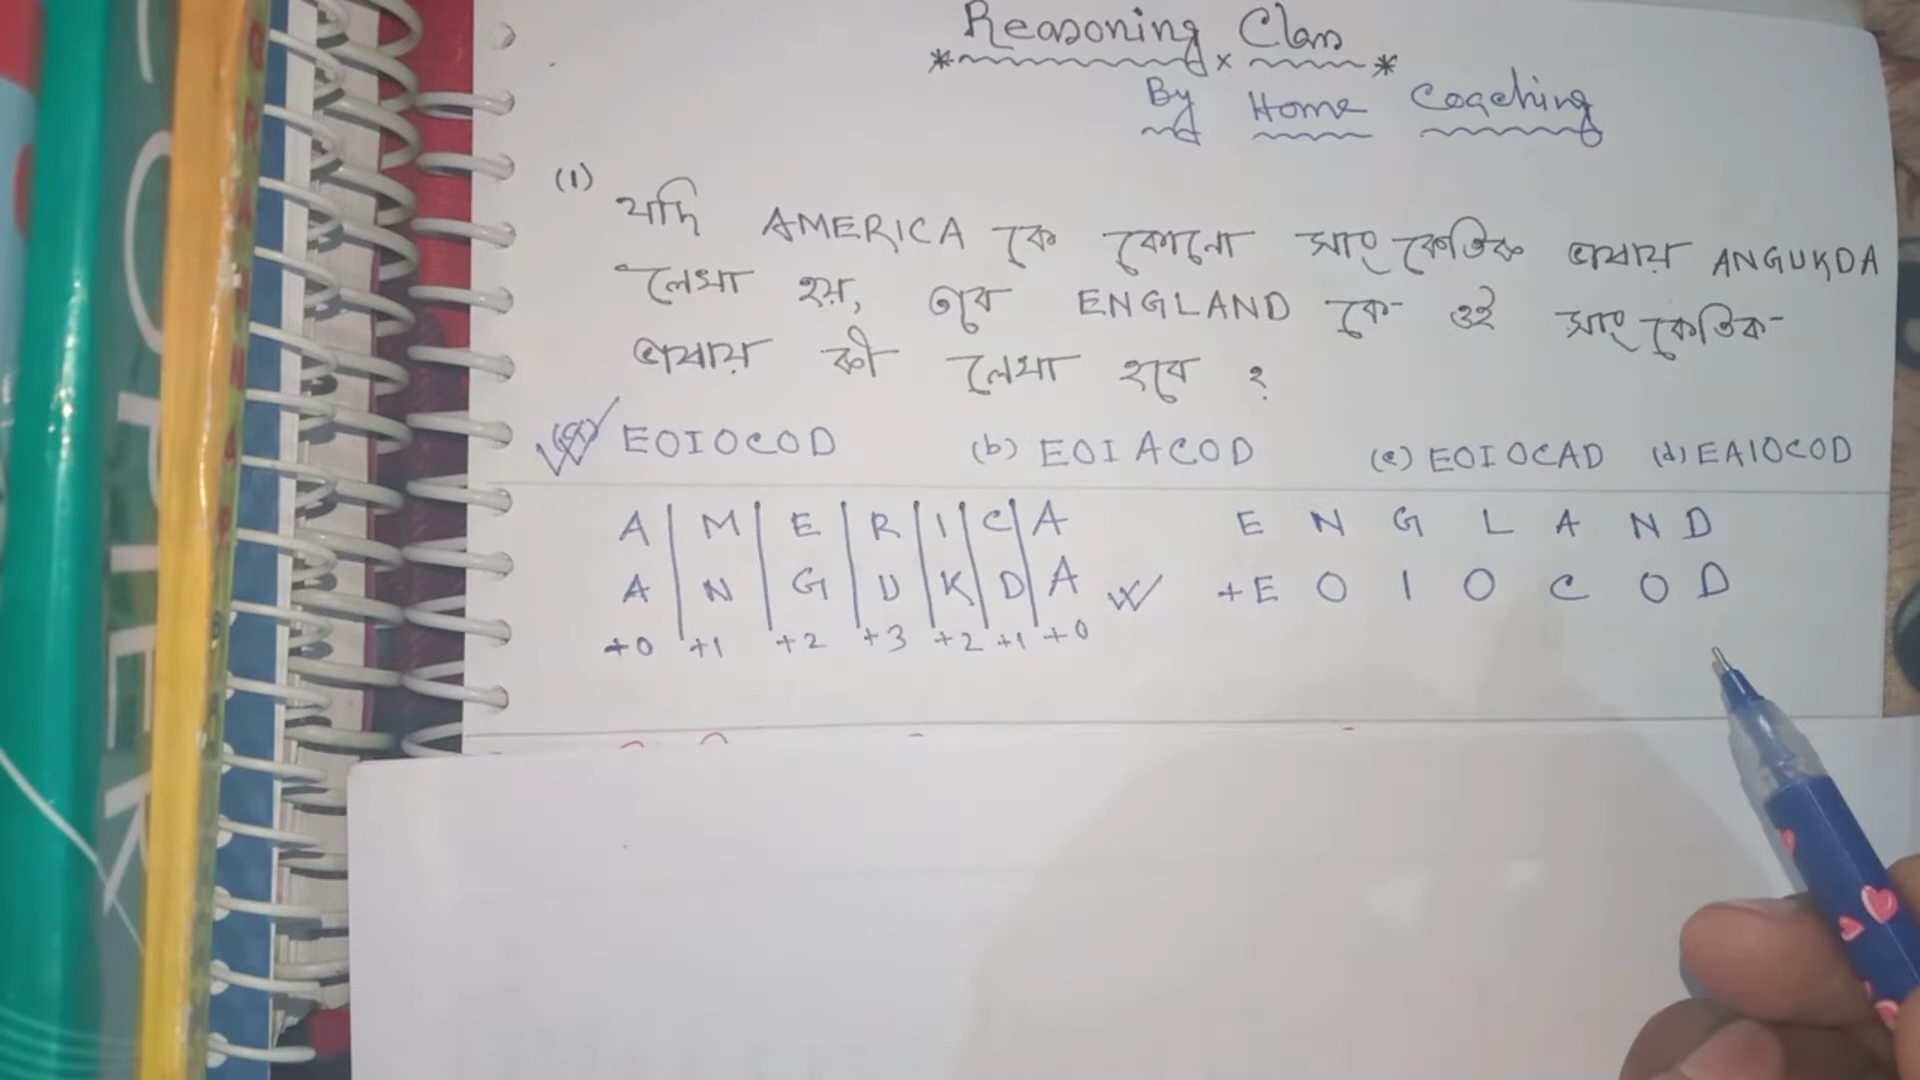 Reasoning Class
By Home Coaching
(1) যদি AMERICA কে কোনো সাংকেতিক ভাষায় ANGUKDA
লেখা হয়, তবে ENGLAND কে ওই সাংকেতিক
ভাষায় কী লেখা হবে ?
(a) EOIOCOD (b) EOIACOD (c) EOIOCAD (d) EAIOCOD
A M E R I C A E N G L A N D
A N G U K D A +E O I O C O D
+0 +1 +2 +3 +2 +1 +0